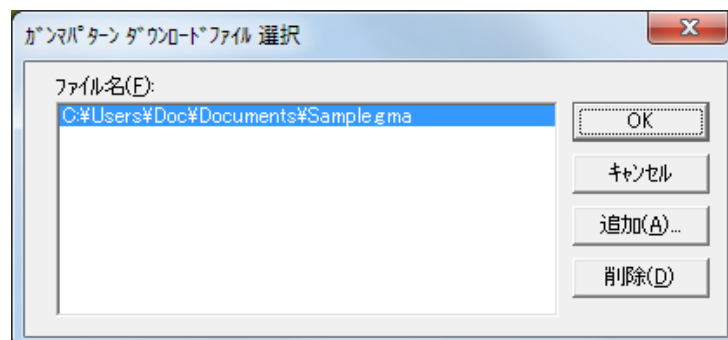 ｶﾞﾝﾏﾊﾟﾀｰﾝ ﾀﾞｳﾝﾛｰﾄﾞﾌｧｲﾙ 選択
ﾌｧｲﾙ名(F):
C:¥Users¥Doc¥Documents¥Sample.gma
OK
ｷｬﾝｾﾙ
追加(A)...
削除(D)